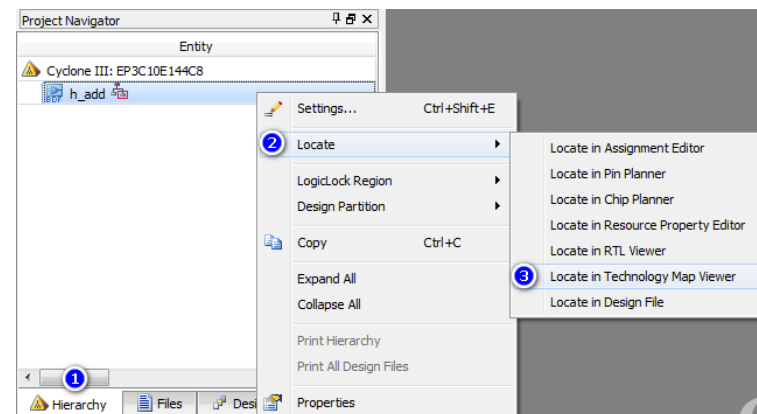 Project Navigator
Entity
Cyclone III: EP3C10E144C8
BDF h_add
Settings... Ctrl+Shift+E
2 Locate
LogicLock Region
Design Partition
Copy Ctrl+C
Expand All
Collapse All
Print Hierarchy
Print All Design Files
Properties
Locate in Assignment Editor
Locate in Pin Planner
Locate in Chip Planner
Locate in Resource Property Editor
Locate in RTL Viewer
3 Locate in Technology Map Viewer
Locate in Design File
1
Hierarchy Files Desi